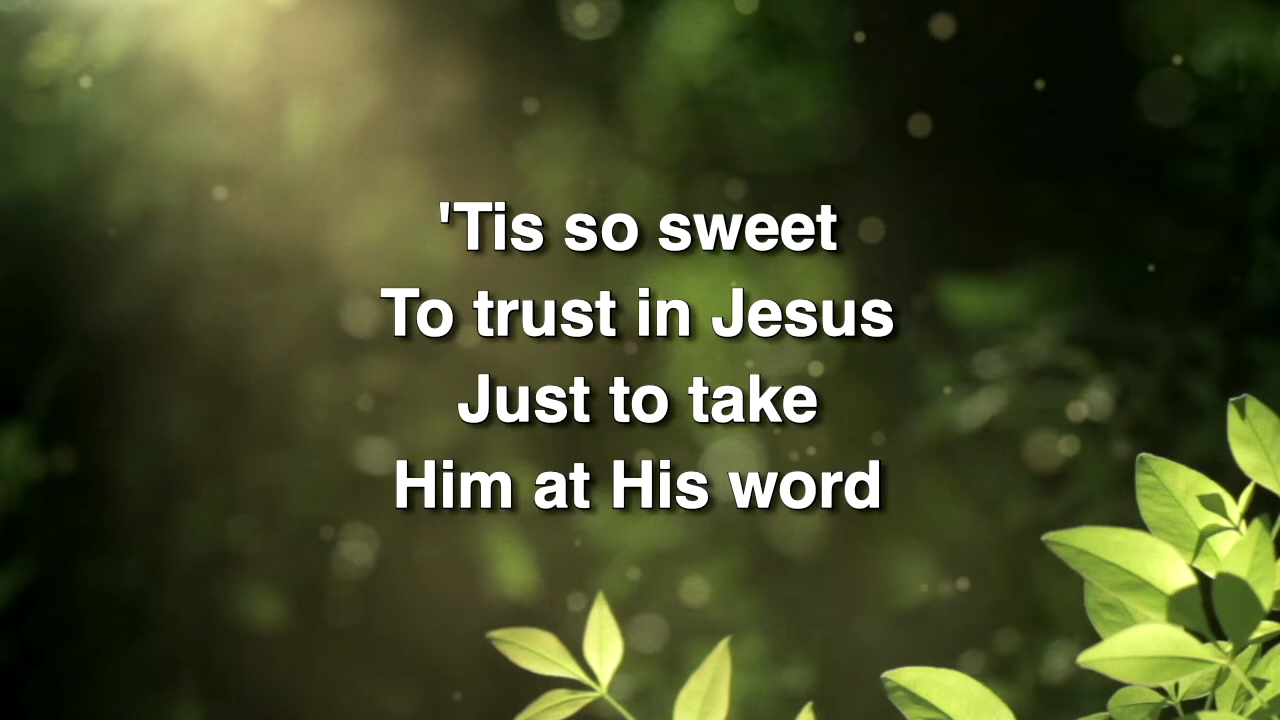 'Tis so sweet
To trust in Jesus
Just to take
Him at His word